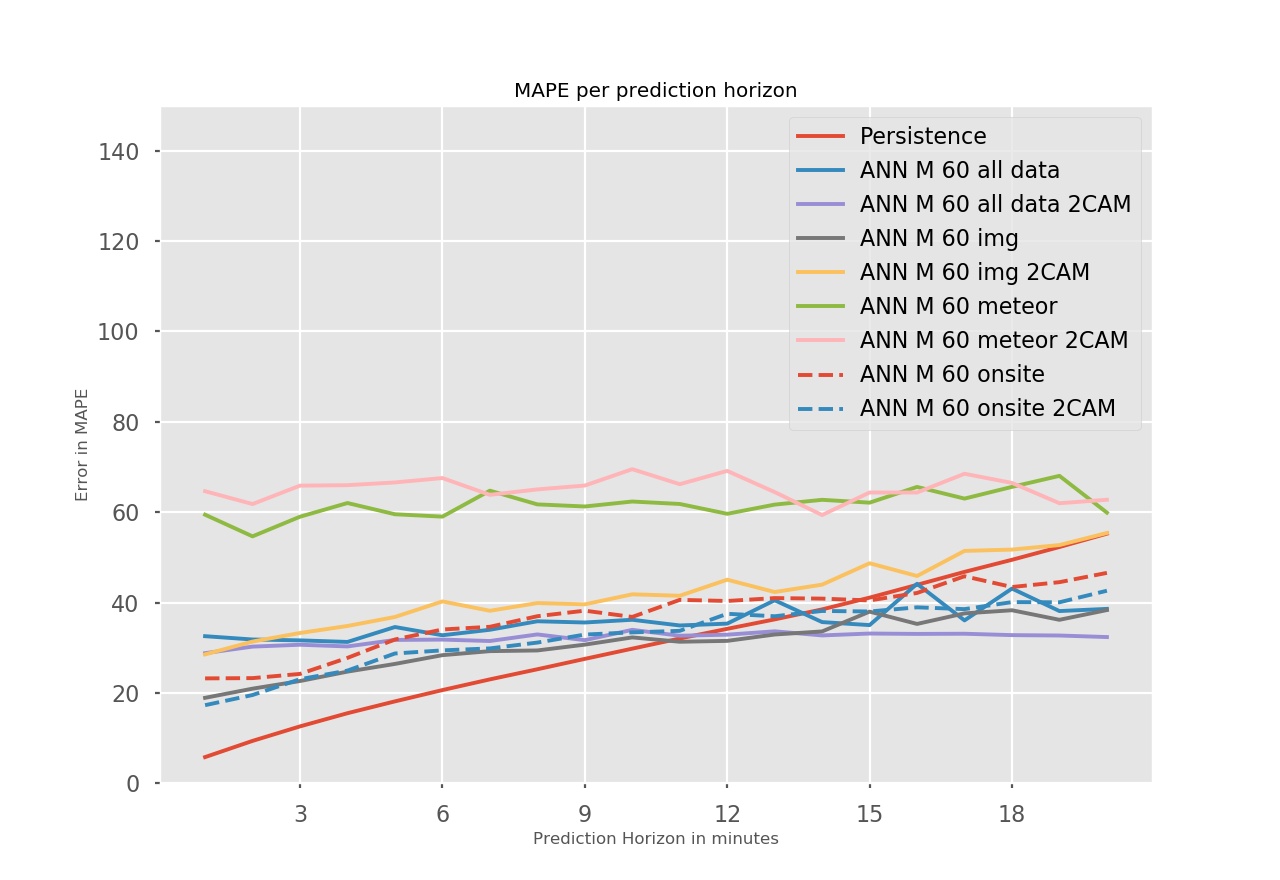 MAPE per prediction horizon
Persistence
ANN M 60 all data
ANN M 60 all data 2CAM
ANN M 60 img
ANN M 60 img 2CAM
ANN M 60 meteor
ANN M 60 meteor 2CAM
ANN M 60 onsite
ANN M 60 onsite 2CAM
Error in MAPE
140
120
100
80
60
40
20
0
3 6 9 12 15 18
Prediction Horizon in minutes